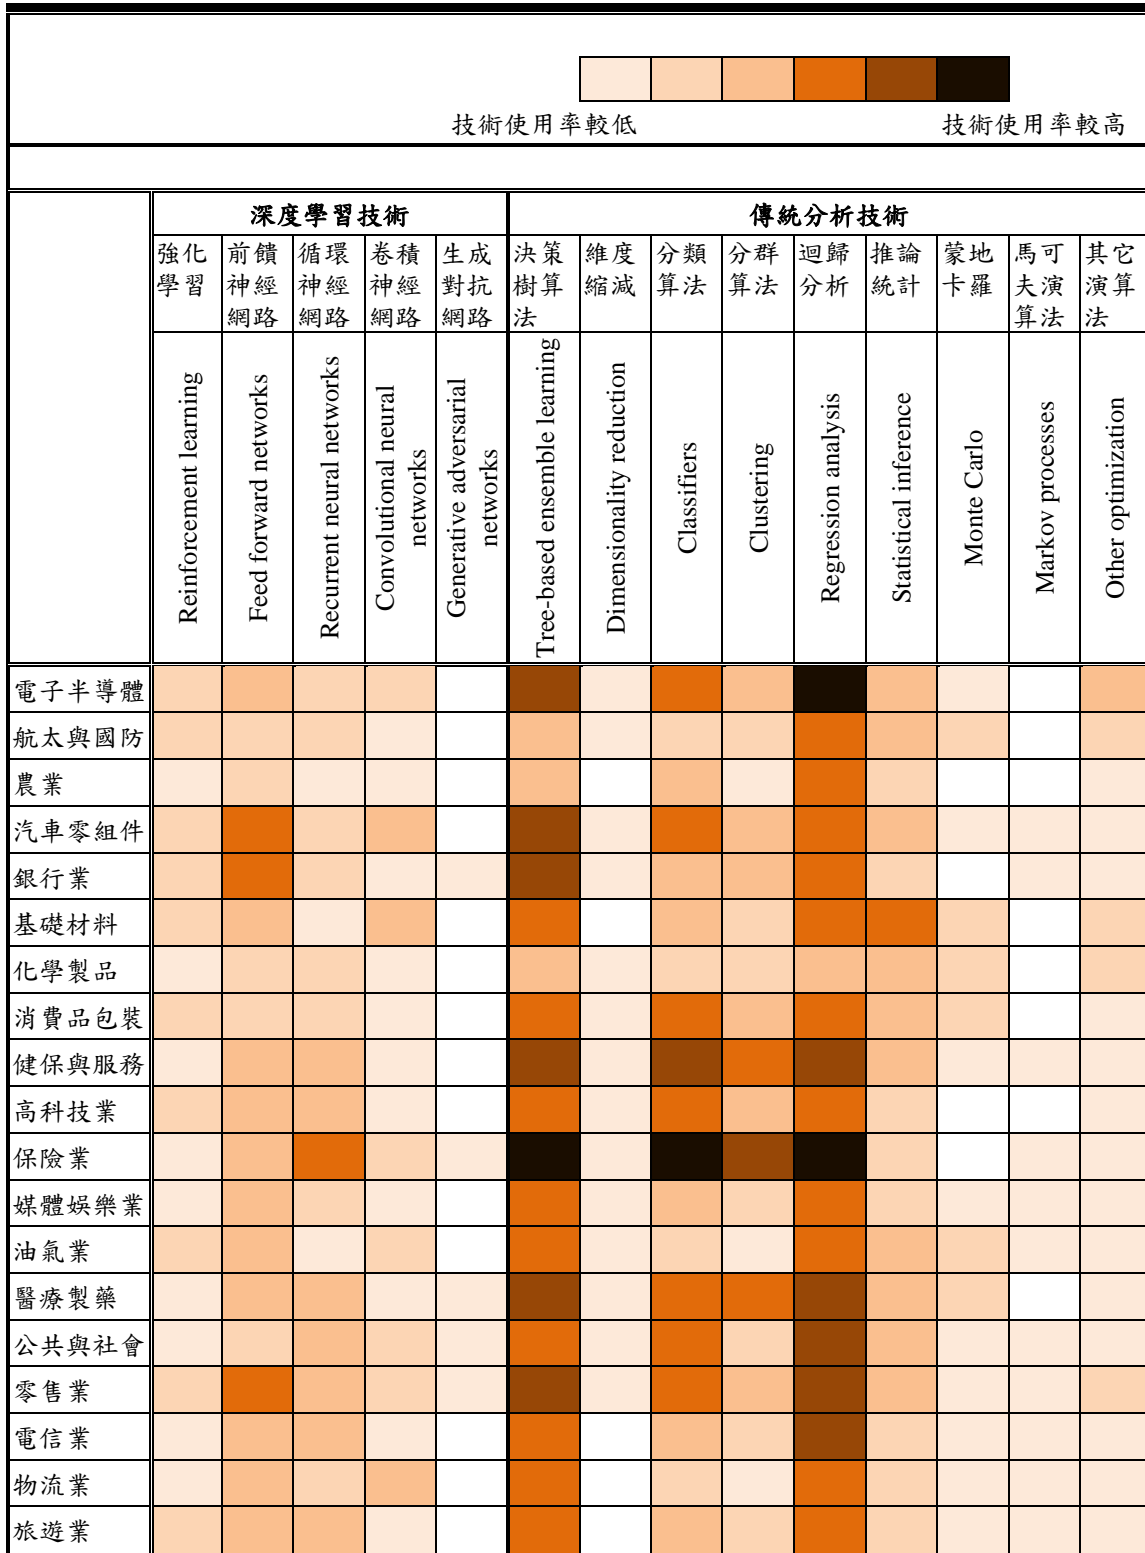 技術使用率較低 技術使用率較高
深度學習技術 傳統分析技術
強化學習
前饋神經網路
循環神經網路
卷積神經網路
生成對抗網路
決策樹算法
維度縮減
分類算法
分群算法
迴歸分析
推論統計
蒙地卡羅
馬可夫演算法
其它演算法
Reinforcement learning
Feed forward networks
Recurrent neural networks
Convolutional neural
networks
Generative adversarial
networks
Tree-based ensemble learning
Dimensionality reduction
Classifiers
Clustering
Regression analysis
Statistical inference
Monte Carlo
Markov processes
Other optimization
電子半導體
航太與國防
農業
汽車零組件
銀行業
基礎材料
化學製品
消費品包裝
健保與服務
高科技業
保險業
媒體娛樂業
油氣業
醫療製藥
公共與社會
零售業
電信業
物流業
旅遊業